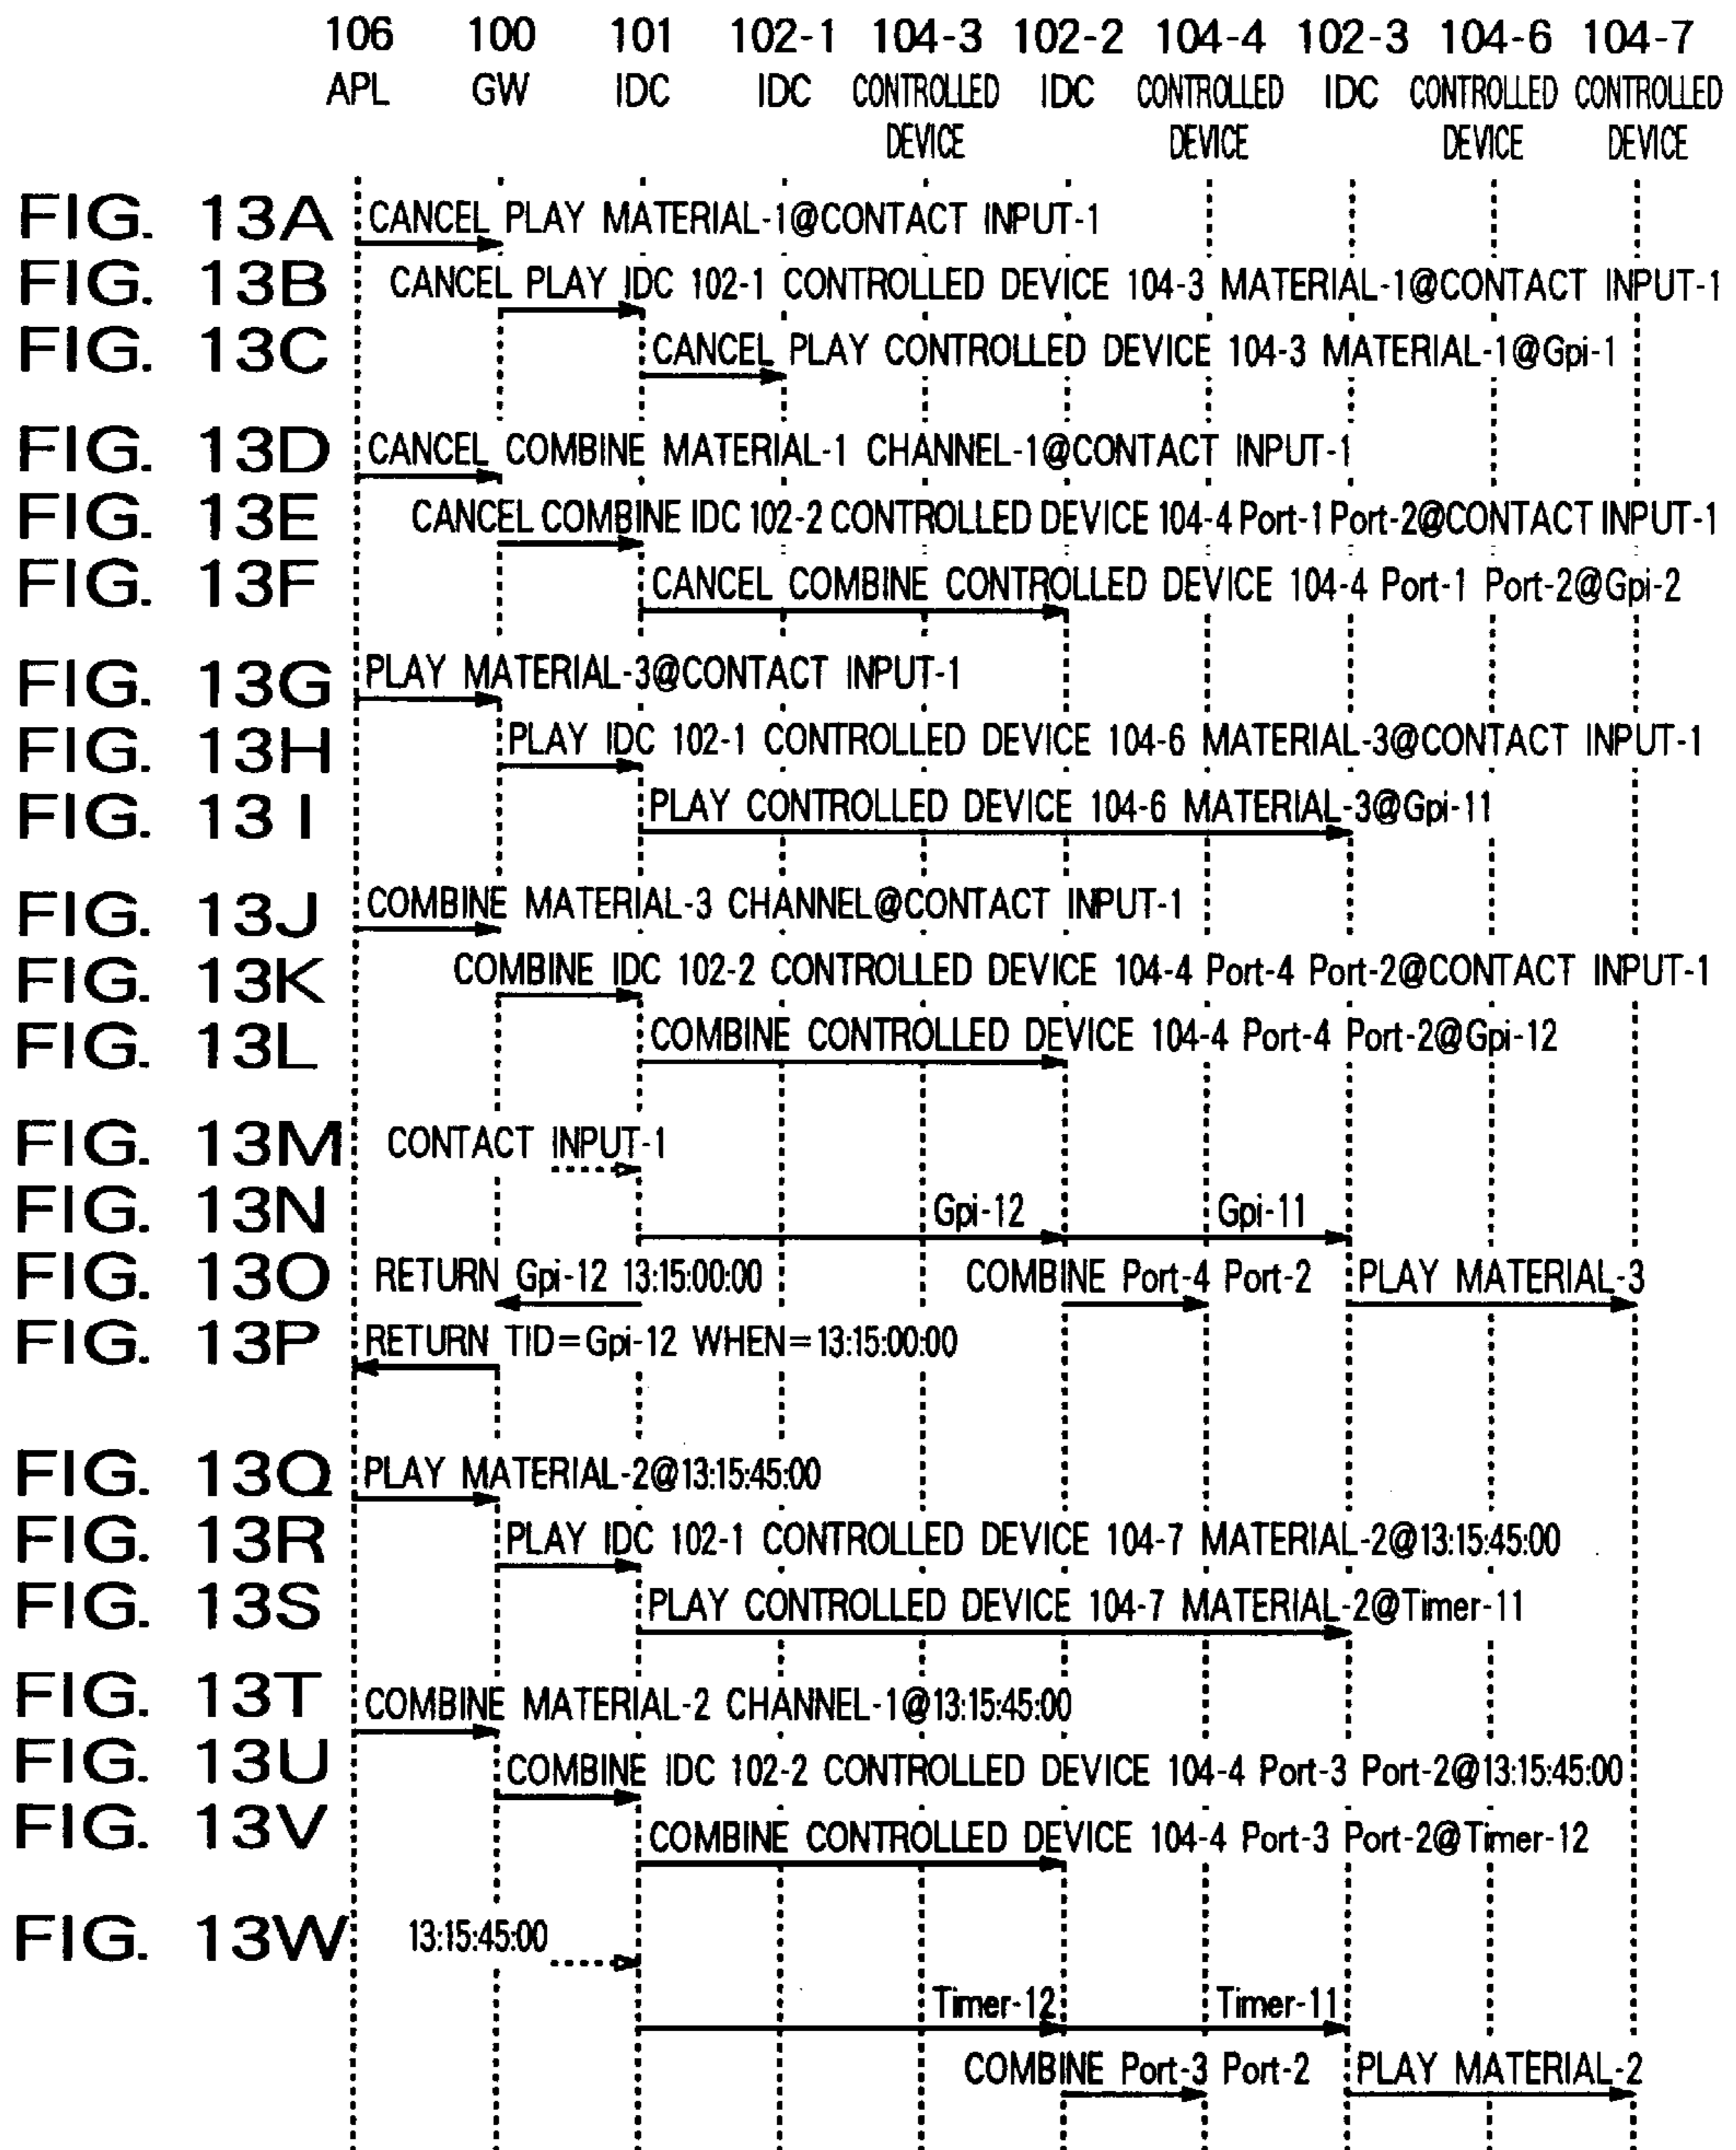 106 100 101 102-1 104-3 102-2 104-4 102-3 104-6 104-7
APL GW IDC IDC CONTROLLED IDC CONTROLLED IDC CONTROLLED CONTROLLED
DEVICE DEVICE DEVICE DEVICE
FIG. 13A CANCEL PLAY MATERIAL-1@CONTACT INPUT-1
FIG. 13B CANCEL PLAY IDC 102-1 CONTROLLED DEVICE 104-3 MATERIAL-1@CONTACT INPUT-1
FIG. 13C CANCEL PLAY CONTROLLED DEVICE 104-3 MATERIAL-1@Gpi-1
FIG. 13D CANCEL COMBINE MATERIAL-1 CHANNEL-1@CONTACT INPUT-1
FIG. 13E CANCEL COMBINE IDC 102-2 CONTROLLED DEVICE 104-4 Port-1 Port-2@CONTACT INPUT-1
FIG. 13F CANCEL COMBINE CONTROLLED DEVICE 104-4 Port-1 Port-2@Gpi-2
FIG. 13G PLAY MATERIAL-3@CONTACT INPUT-1
FIG. 13H PLAY IDC 102-1 CONTROLLED DEVICE 104-6 MATERIAL-3@CONTACT INPUT-1
FIG. 13 I PLAY CONTROLLED DEVICE 104-6 MATERIAL-3@Gpi-11
FIG. 13J COMBINE MATERIAL-3 CHANNEL@CONTACT INPUT-1
FIG. 13K COMBINE IDC 102-2 CONTROLLED DEVICE 104-4 Port-4 Port-2@CONTACT INPUT-1
FIG. 13L COMBINE CONTROLLED DEVICE 104-4 Port-4 Port-2@Gpi-12
FIG. 13M CONTACT INPUT-1
FIG. 13N Gpi-12 Gpi-11
FIG. 13O RETURN Gpi-12 13:15:00:00 COMBINE Port-4 Port-2 PLAY MATERIAL-3
FIG. 13P RETURN TID=Gpi-12 WHEN=13:15:00:00
FIG. 13Q PLAY MATERIAL-2@13:15:45:00
FIG. 13R PLAY IDC 102-1 CONTROLLED DEVICE 104-7 MATERIAL-2@13:15:45:00
FIG. 13S PLAY CONTROLLED DEVICE 104-7 MATERIAL-2@Timer-11
FIG. 13T COMBINE MATERIAL-2 CHANNEL-1@13:15:45:00
FIG. 13U COMBINE IDC 102-2 CONTROLLED DEVICE 104-4 Port-3 Port-2@13:15:45:00
FIG. 13V COMBINE CONTROLLED DEVICE 104-4 Port-3 Port-2@Timer-12
FIG. 13W 13:15:45:00
Timer-12 Timer-11
COMBINE Port-3 Port-2 PLAY MATERIAL-2